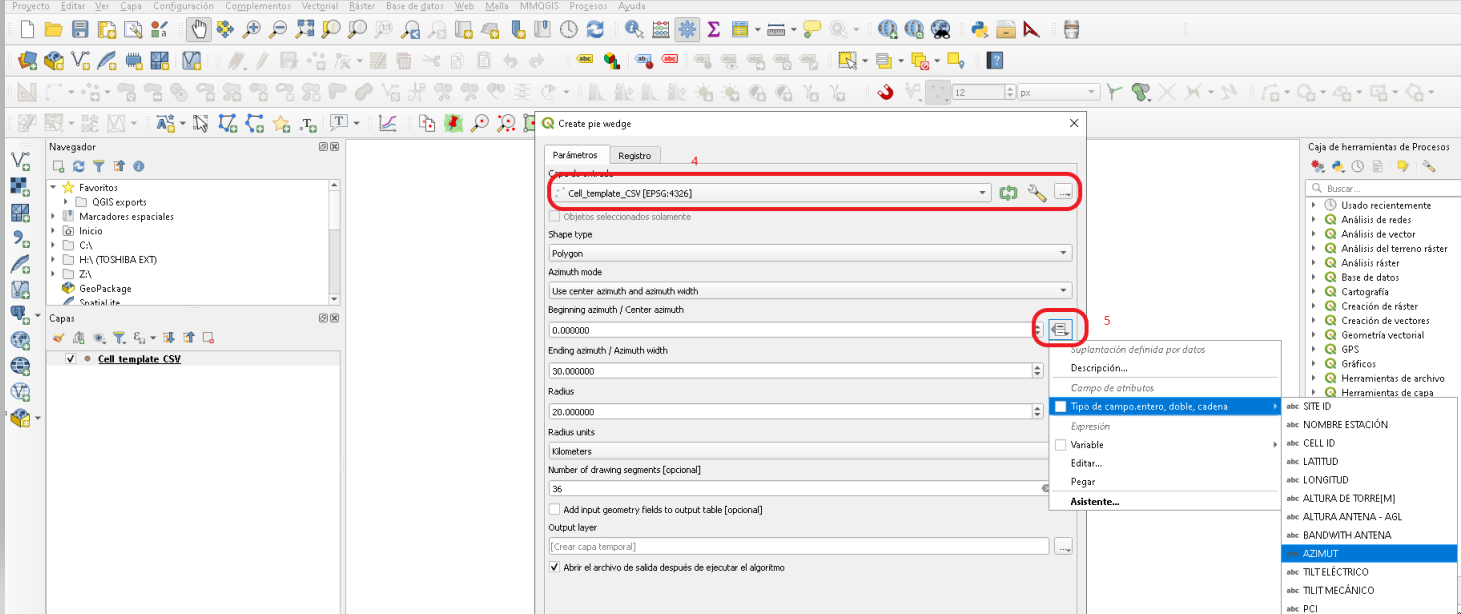 Proyecto Editar Ver Capa Configuración Complementos Vectorial Ráster Base de datos Web Malla MMQGIS Procesos Ayuda
abc abc abc
12 px
Navegador
Favoritos
QGIS exports
Marcadores espaciales
Inicio
C:\
H:\ (TOSHIBA EXT)
Z:\
GeoPackage
SpatiaLite
Capas
Cell_template_CSV
Create pie wedge
Parámetros Registro
4
Capa de entrada
Cell_template_CSV [EPSG:4326]
Objetos seleccionados solamente
Shape type
Polygon
Azimuth mode
Use center azimuth and azimuth width
Beginning azimuth / Center azimuth
0.000000
5
Ending azimuth / Azimuth width
30.000000
Radius
20.000000
Radius units
Kilometers
Number of drawing segments [opcional]
36
Add input geometry fields to output table [opcional]
Output layer
[Crear capa temporal]
Abrir el archivo de salida después de ejecutar el algoritmo
Suplantación definida por datos
Descripción...
Campo de atributos
Tipo de campo.entero, doble, cadena
Expresión
Variable
Editar...
Pegar
Asistente...
Caja de herramientas de Procesos
Buscar...
Usado recientemente
Análisis de redes
Análisis de vector
Análisis del terreno ráster
Análisis ráster
Base de datos
Cartografía
Creación de ráster
Creación de vectores
Geometría vectorial
GPS
Gráficos
Herramientas de archivo
Herramientas de capa
abc SITE ID
abc NOMBRE ESTACIÓN
abc CELL ID
abc LATITUD
abc LONGITUD
abc ALTURA DE TORRE[M]
abc ALTURA ANTENA - AGL
abc BANDWITH ANTENA
abc AZIMUT
abc TILT ELÉCTRICO
abc TILIT MECÁNICO
abc PCI